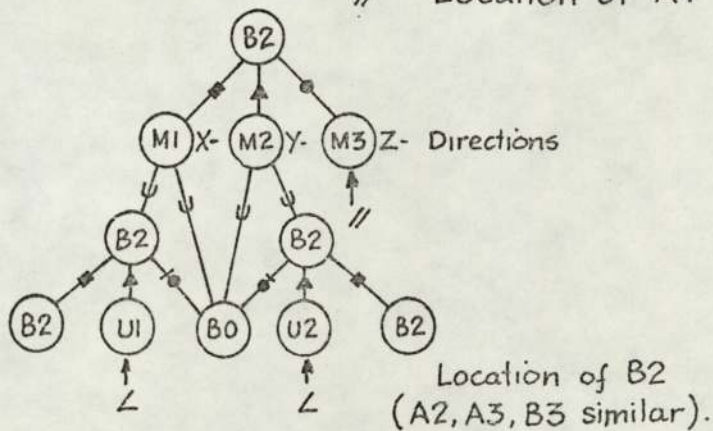 // Location of
B2
M1 X- M2 Y- M3 Z- Directions
//
B2 B2
B2 U1 B0 U2 B2
∠ ∠
Location of B2
(A2, A3, B3 similar).